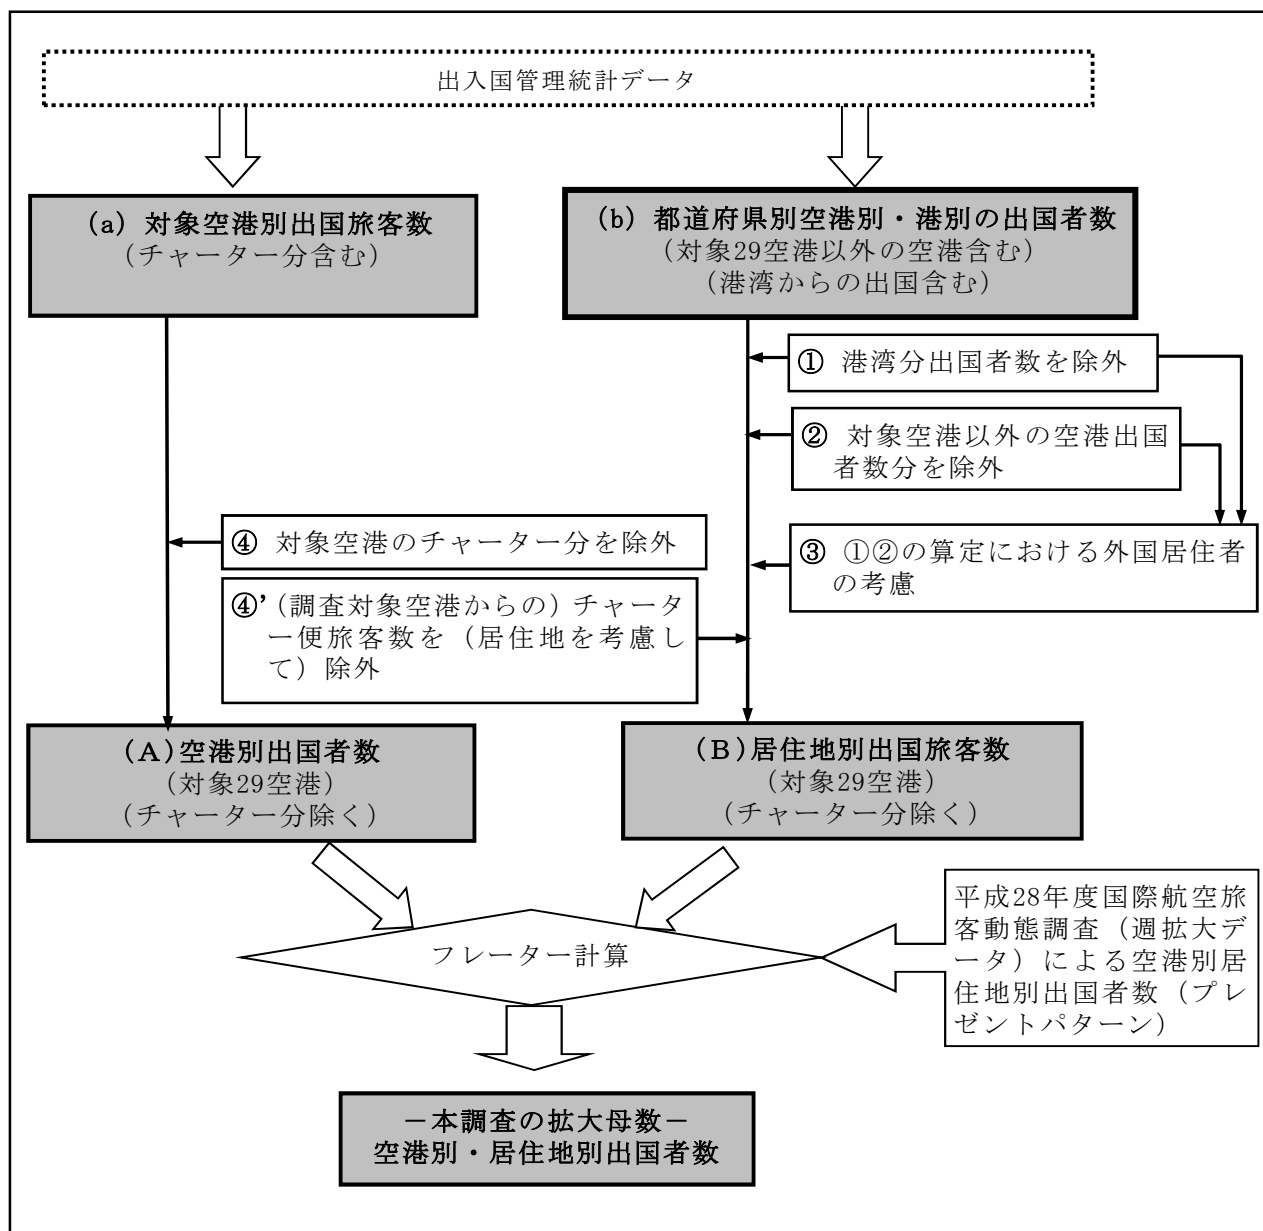 出入国管理統計データ
(a) 対象空港別出国旅客数
（チャーター分含む）
(b) 都道府県別空港別・港別の出国者数
（対象29空港以外の空港含む）
（港湾からの出国含む）
① 港湾分出国者数を除外
② 対象空港以外の空港出国
者数分を除外
④ 対象空港のチャーター分を除外
③ ①②の算定における外国居住者
の考慮
④’（調査対象空港からの）チャータ
ー便旅客数を（居住地を考慮し
て）除外
(A)空港別出国者数
（対象29空港）
（チャーター分除く）
(B)居住地別出国旅客数
（対象29空港）
（チャーター分除く）
フレーター計算
平成28年度国際航空旅
客動態調査（週拡大デ
ータ）による空港別居
住地別出国者数（プレ
ゼントパターン）
－本調査の拡大母数－
空港別・居住地別出国者数